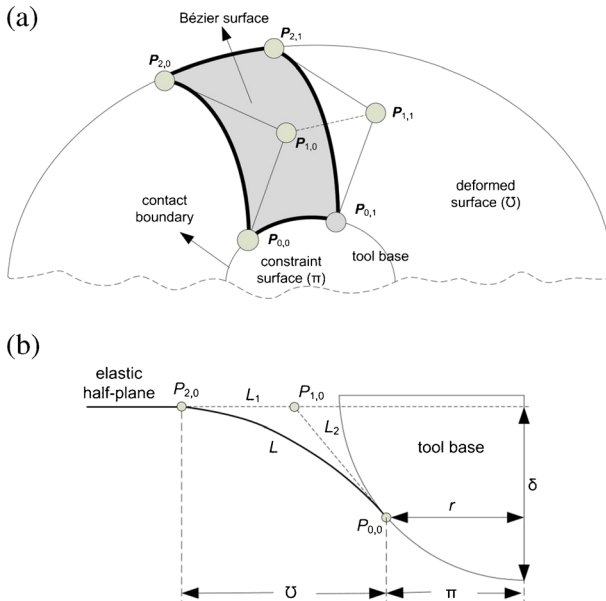 (a)
Bézier surface
P2,0
P2,1
P1,1
P1,0
deformed
surface (℧)
contact
boundary
P0,1
P0,0
constraint
surface (π)
tool base
(b)
elastic
half-plane
P2,0
L1
P1,0
L2
L
tool base
δ
r
P0,0
℧
π